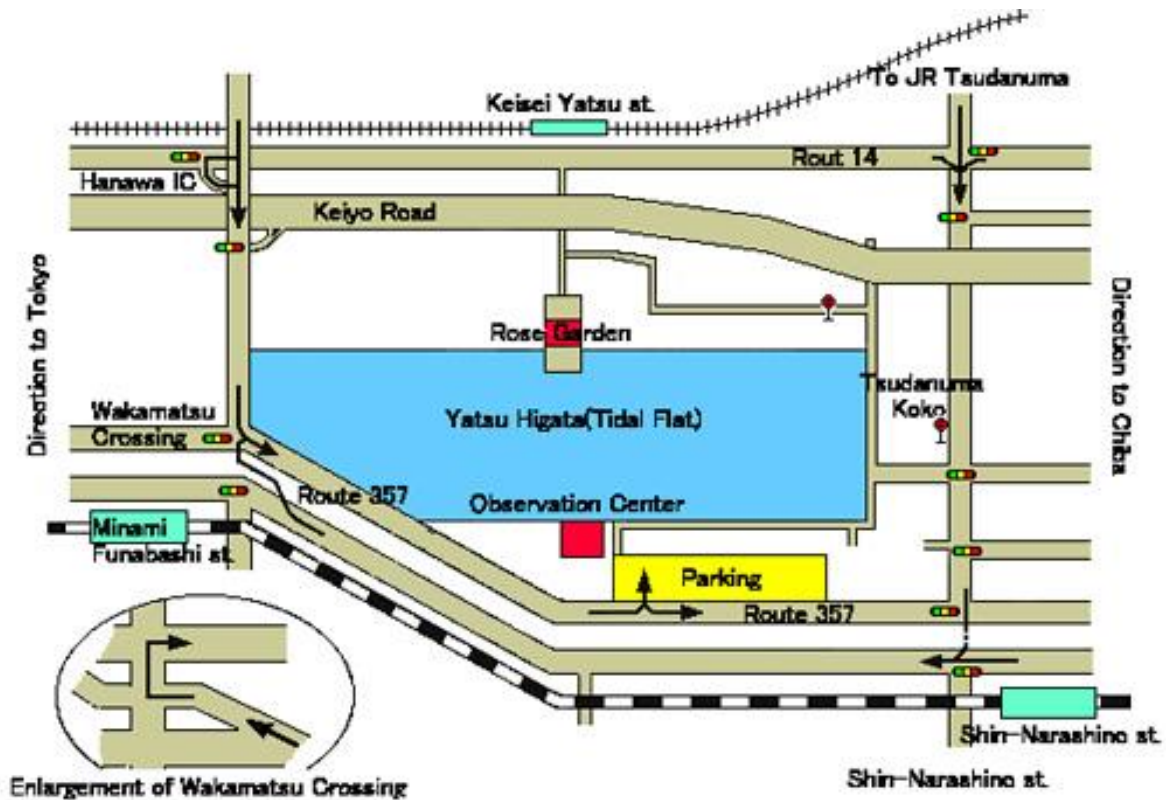 To JR Tsudanuma
Keisei Yatsu st.
Rout 14
Hanawa IC
Keiyo Road
Direction to Tokyo
Direction to Chiba
Rose Garden
Tsudanuma
Koko
Wakamatsu
Crossing
Yatsu Higata(Tidal Flat)
Route 357
Observation Center
Minami
Funabashi st.
Parking
Route 357
Shin-Narashino st.
Shin-Narashino st.
Enlargement of Wakamatsu Crossing